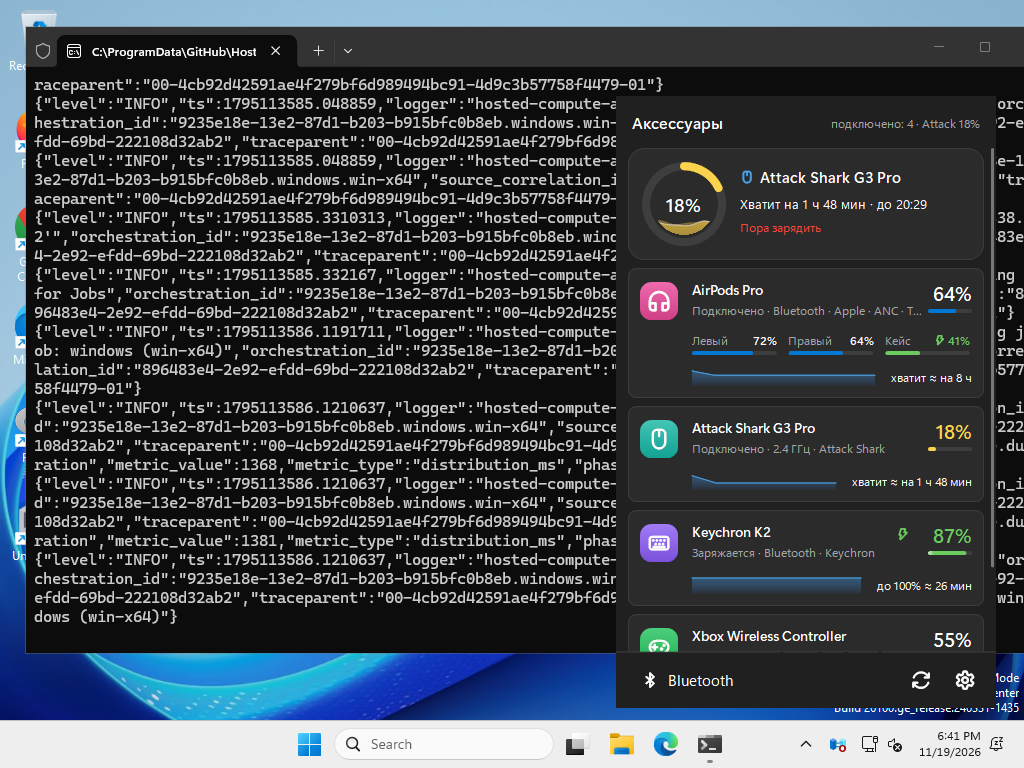 C:\ProgramData\GitHub\Host
raceparent":"00-4cb92d42591ae4f279bf6d989494bc91-4d9c3b57758f4479-01"}
{"level":"INFO","ts":1795113585.048859,"logger":"hosted-compute-a
hestration_id":"9235e18e-13e2-87d1-b203-b915bfc0b8eb.windows.win-
efdd-69bd-222108d32ab2","traceparent":"00-4cb92d42591ae4f279bf6d98
{"level":"INFO","ts":1795113585.048859,"logger":"hosted-compute-a
3e2-87d1-b203-b915bfc0b8eb.windows.win-x64","source_correlation_i
aceparent":"00-4cb92d42591ae4f279bf6d989494bc91-4d9c3b57758f4479-
{"level":"INFO","ts":1795113585.3310313,"logger":"hosted-compute-
2'","orchestration_id":"9235e18e-13e2-87d1-b203-b915bfc0b8eb.wind
4-2e92-efdd-69bd-222108d32ab2","traceparent":"00-4cb92d42591ae4f2
{"level":"INFO","ts":1795113585.332167,"logger":"hosted-compute-a
for Jobs","orchestration_id":"9235e18e-13e2-87d1-b203-b915bfc0b8e
96483e4-2e92-efdd-69bd-222108d32ab2","traceparent":"00-4cb92d4259
{"level":"INFO","ts":1795113586.1191711,"logger":"hosted-compute-
ob: windows (win-x64)","orchestration_id":"9235e18e-13e2-87d1-b20
lation_id":"896483e4-2e92-efdd-69bd-222108d32ab2","traceparent":"
58f4479-01"}
{"level":"INFO","ts":1795113586.1210637,"logger":"hosted-compute-
d":"9235e18e-13e2-87d1-b203-b915bfc0b8eb.windows.win-x64","source
108d32ab2","traceparent":"00-4cb92d42591ae4f279bf6d989494bc91-4d9
ration","metric_value":1368,"metric_type":"distribution_ms","phas
{"level":"INFO","ts":1795113586.1210637,"logger":"hosted-compute-
d":"9235e18e-13e2-87d1-b203-b915bfc0b8eb.windows.win-x64","source
108d32ab2","traceparent":"00-4cb92d42591ae4f279bf6d989494bc91-4d9
ration","metric_value":1381,"metric_type":"distribution_ms","phas
{"level":"INFO","ts":1795113586.1210637,"logger":"hosted-compute-
chestration_id":"9235e18e-13e2-87d1-b203-b915bfc0b8eb.windows.win
efdd-69bd-222108d32ab2","traceparent":"00-4cb92d42591ae4f279bf6d9
dows (win-x64)"}
Аксессуары
подключено: 4 · Attack 18%
18%
Attack Shark G3 Pro
Хватит на 1 ч 48 мин · до 20:29
Пора зарядить
AirPods Pro
64%
Подключено · Bluetooth · Apple · ANC · T...
Левый 72% Правый 64% Кейс 41%
хватит ≈ на 8 ч
Attack Shark G3 Pro
18%
Подключено · 2.4 ГГц · Attack Shark
хватит ≈ на 1 ч 48 мин
Keychron K2
87%
Заряжается · Bluetooth · Keychron
до 100% ≈ 26 мин
Xbox Wireless Controller
55%
Bluetooth
Search
6:41 PM
11/19/2026